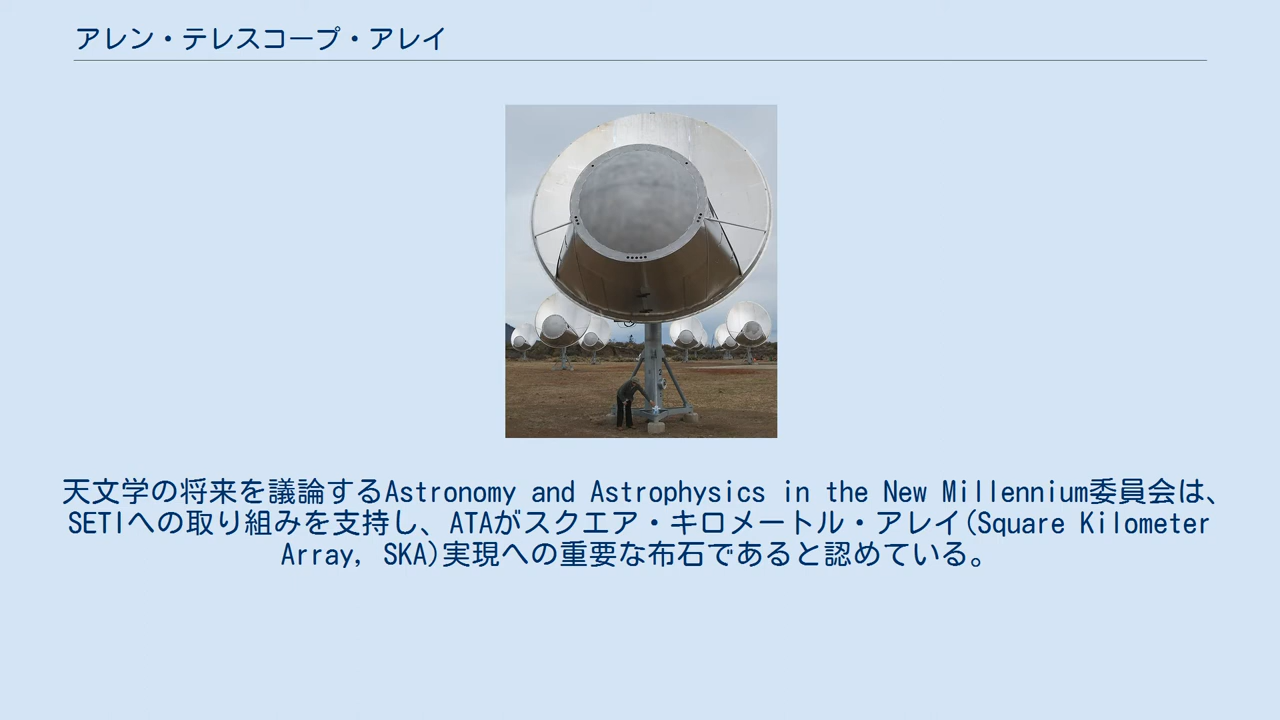 アレン・テレスコープ・アレイ
天文学の将来を議論するAstronomy and Astrophysics in the New Millennium委員会は、
SETIへの取り組みを支持し、ATAがスクエア・キロメートル・アレイ(Square Kilometer
Array, SKA)実現への重要な布石であると認めている。